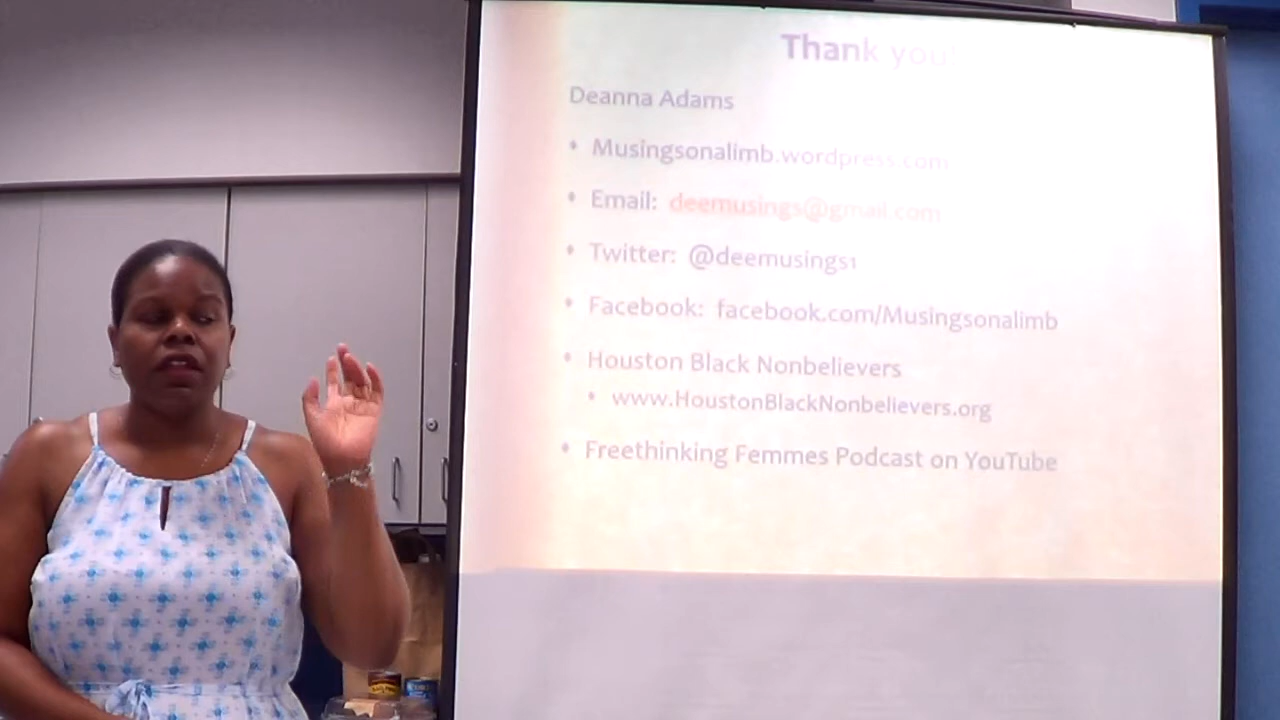 Thank you!
Deanna Adams
• Musingsonalimb.wordpress.com
• Email: deemusings@gmail.com
• Twitter: @deemusings1
• Facebook: facebook.com/Musingsonalimb
• Houston Black Nonbelievers
• www.HoustonBlackNonbelievers.org
• Freethinking Femmes Podcast on YouTube